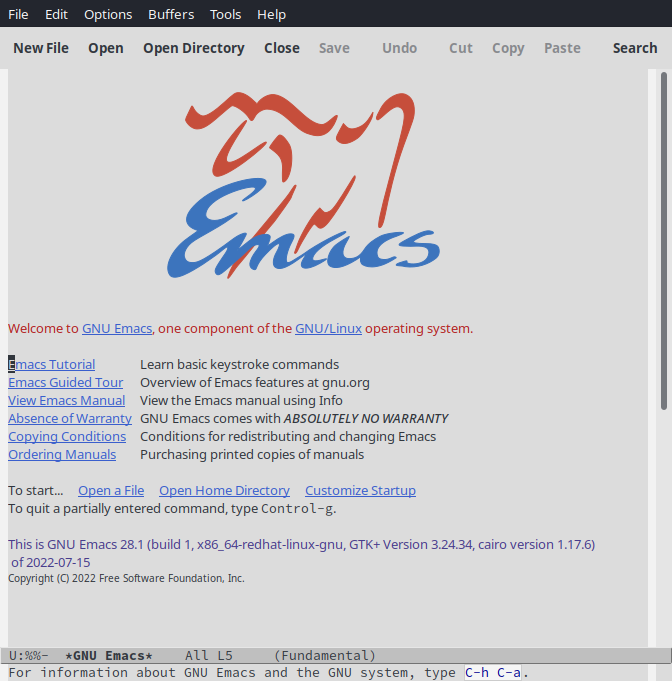 File Edit Options Buffers Tools Help
New File Open Open Directory Close Save Undo Cut Copy Paste Search
Emacs
Welcome to GNU Emacs, one component of the GNU/Linux operating system.
Emacs Tutorial Learn basic keystroke commands
Emacs Guided Tour Overview of Emacs features at gnu.org
View Emacs Manual View the Emacs manual using Info
Absence of Warranty GNU Emacs comes with ABSOLUTELY NO WARRANTY
Copying Conditions Conditions for redistributing and changing Emacs
Ordering Manuals Purchasing printed copies of manuals
To start... Open a File Open Home Directory Customize Startup
To quit a partially entered command, type Control-g.
This is GNU Emacs 28.1 (build 1, x86_64-redhat-linux-gnu, GTK+ Version 3.24.34, cairo version 1.17.6)
of 2022-07-15
Copyright (C) 2022 Free Software Foundation, Inc.
U:%%- *GNU Emacs* All L5 (Fundamental)
For information about GNU Emacs and the GNU system, type C-h C-a.